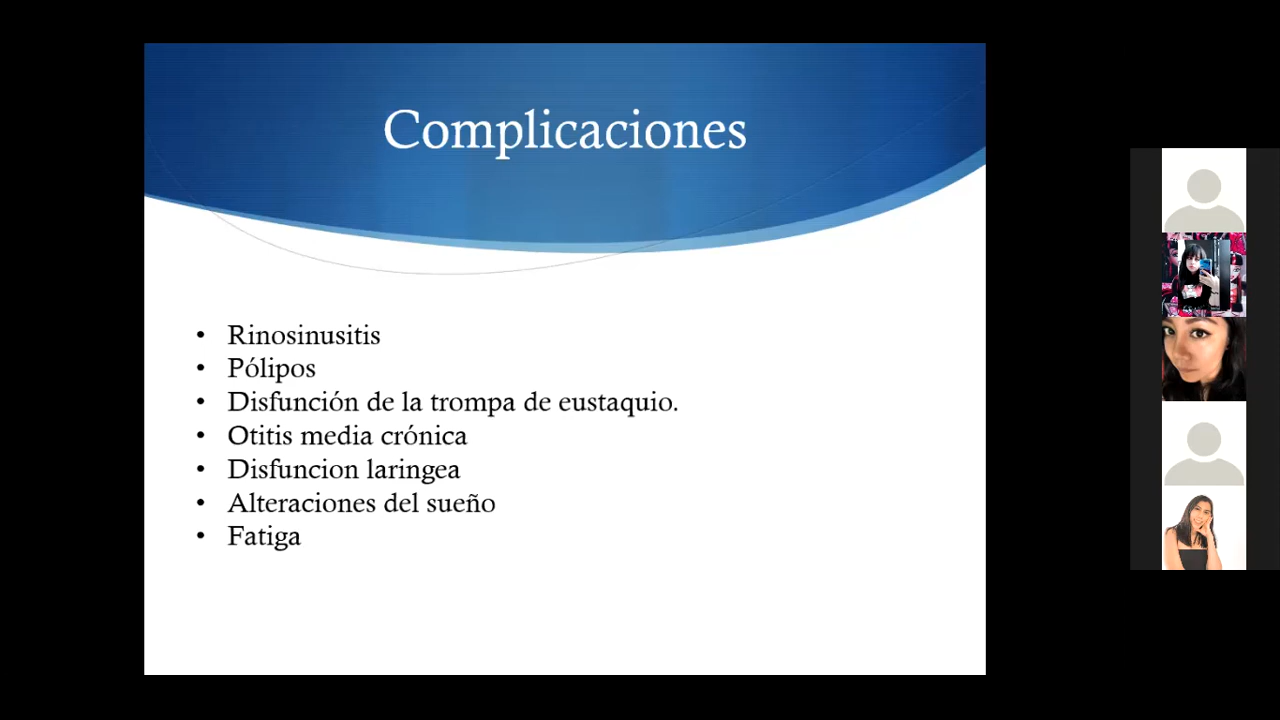 Complicaciones
• Rinosinusitis
• Pólipos
• Disfunción de la trompa de eustaquio.
• Otitis media crónica
• Disfuncion laringea
• Alteraciones del sueño
• Fatiga